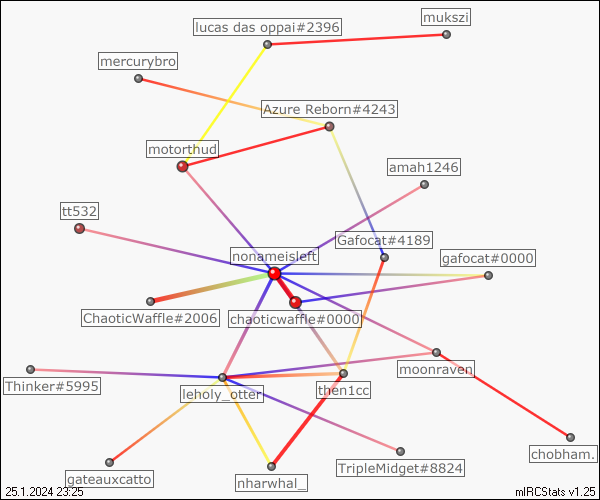 lucas das oppai#2396
mukszi
mercurybro
Azure Reborn#4243
motorthud
amah1246
tt532
Gafocat#4189
nonameisleft
gafocat#0000
ChaoticWaffle#2006
chaoticwaffle#0000
moonraven
Thinker#5995
leholy_otter
then1cc
chobham.
TripleMidget#8824
gateauxcatto
nharwhal_
25.1.2024 23:25
mIRCStats v1.25